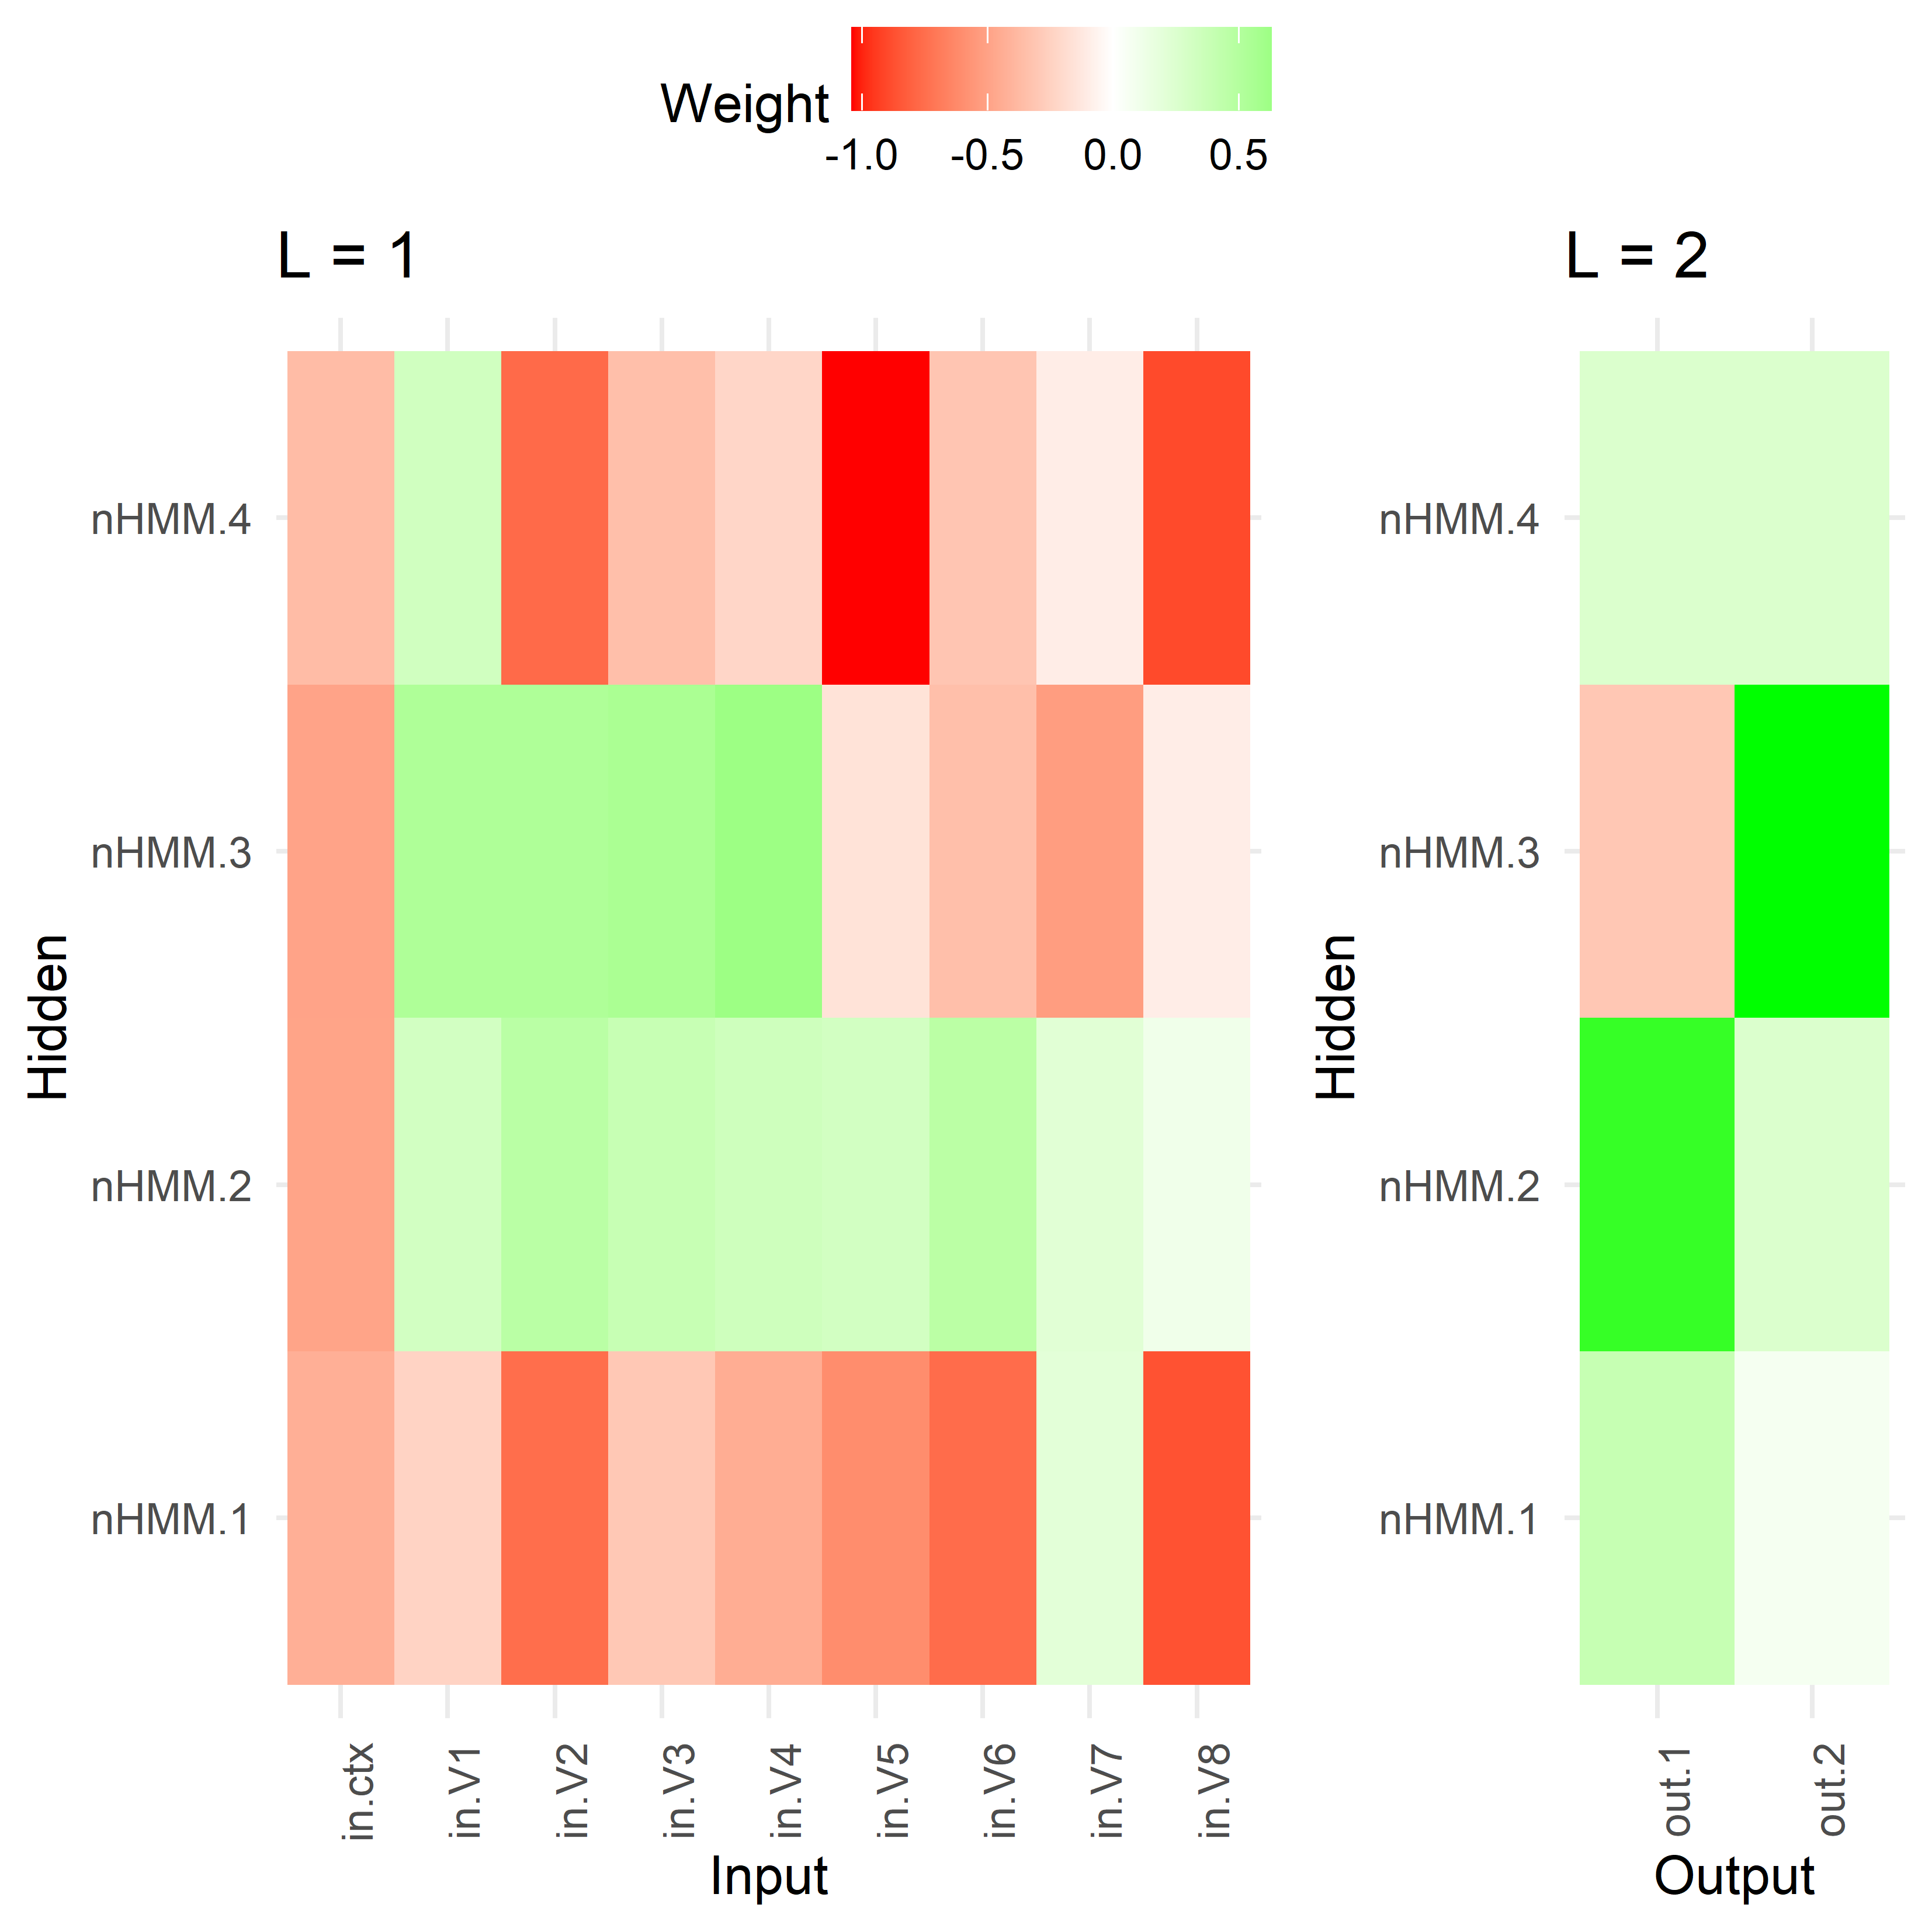 Weight
-1.0 -0.5 0.0 0.5
L = 1
L = 2
Hidden
nHMM.4
nHMM.3
nHMM.2
nHMM.1
in.ctx in.V1 in.V2 in.V3 in.V4 in.V5 in.V6 in.V7 in.V8
Input
Hidden
nHMM.4
nHMM.3
nHMM.2
nHMM.1
out.1 out.2
Output